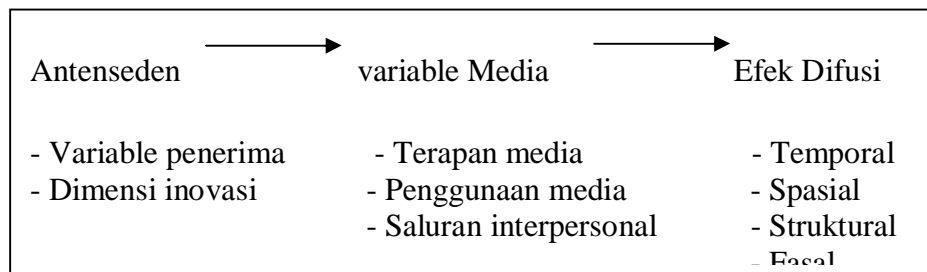 Antenseden variable Media Efek Difusi
- Variable penerima - Terapan media - Temporal
- Dimensi inovasi - Penggunaan media - Spasial
- Saluran interpersonal - Struktural